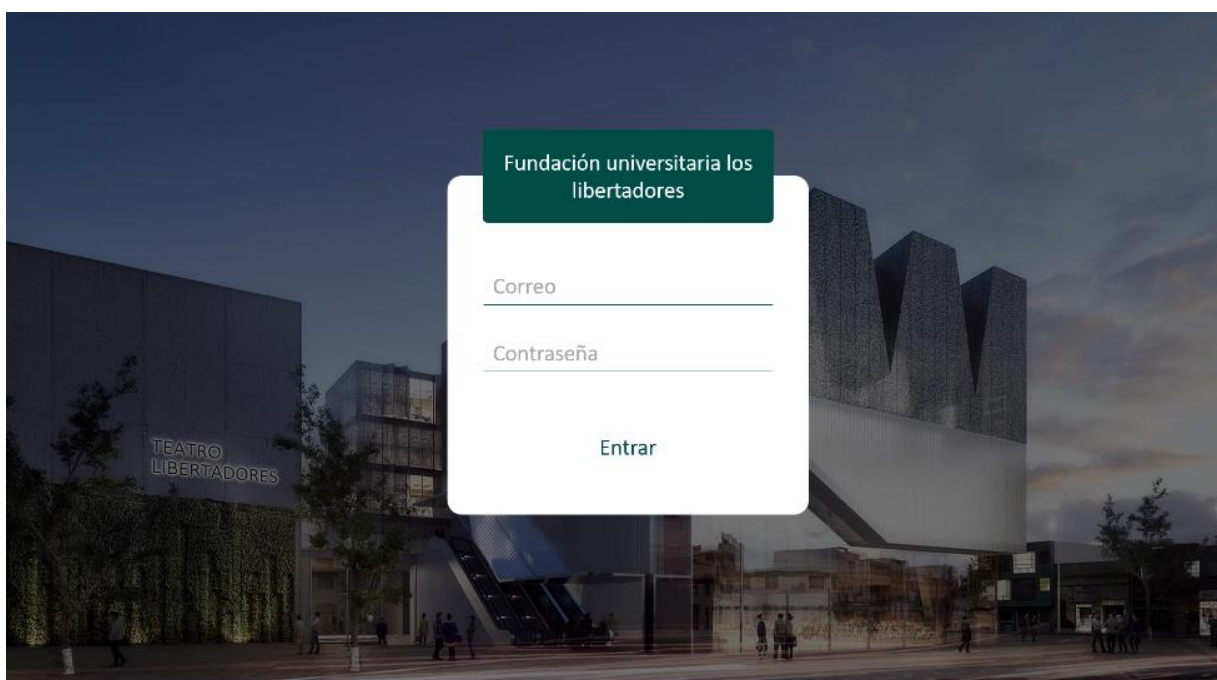 Fundación universitaria los
libertadores
Correo
Contraseña
Entrar
TEATRO
LIBERTADORES